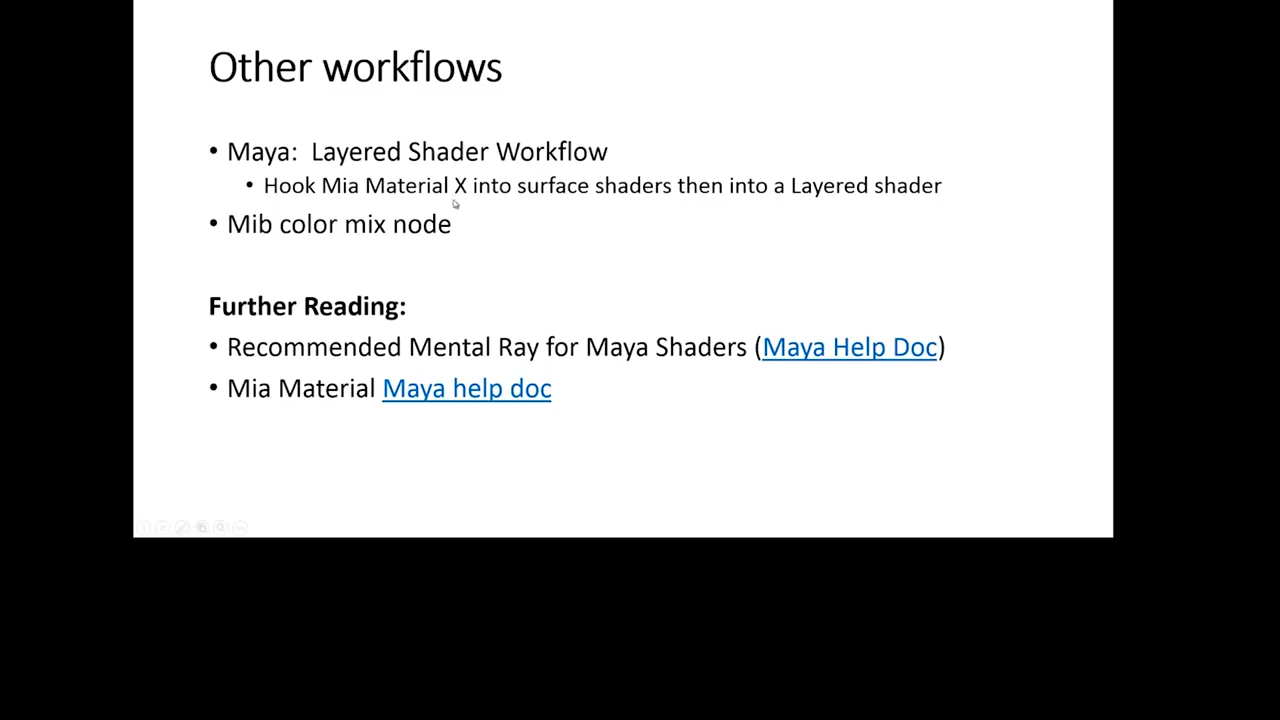 Other workflows
• Maya:  Layered Shader Workflow
• Hook Mia Material X into surface shaders then into a Layered shader
• Mib color mix node
Further Reading:
• Recommended Mental Ray for Maya Shaders (Maya Help Doc)
• Mia Material Maya help doc